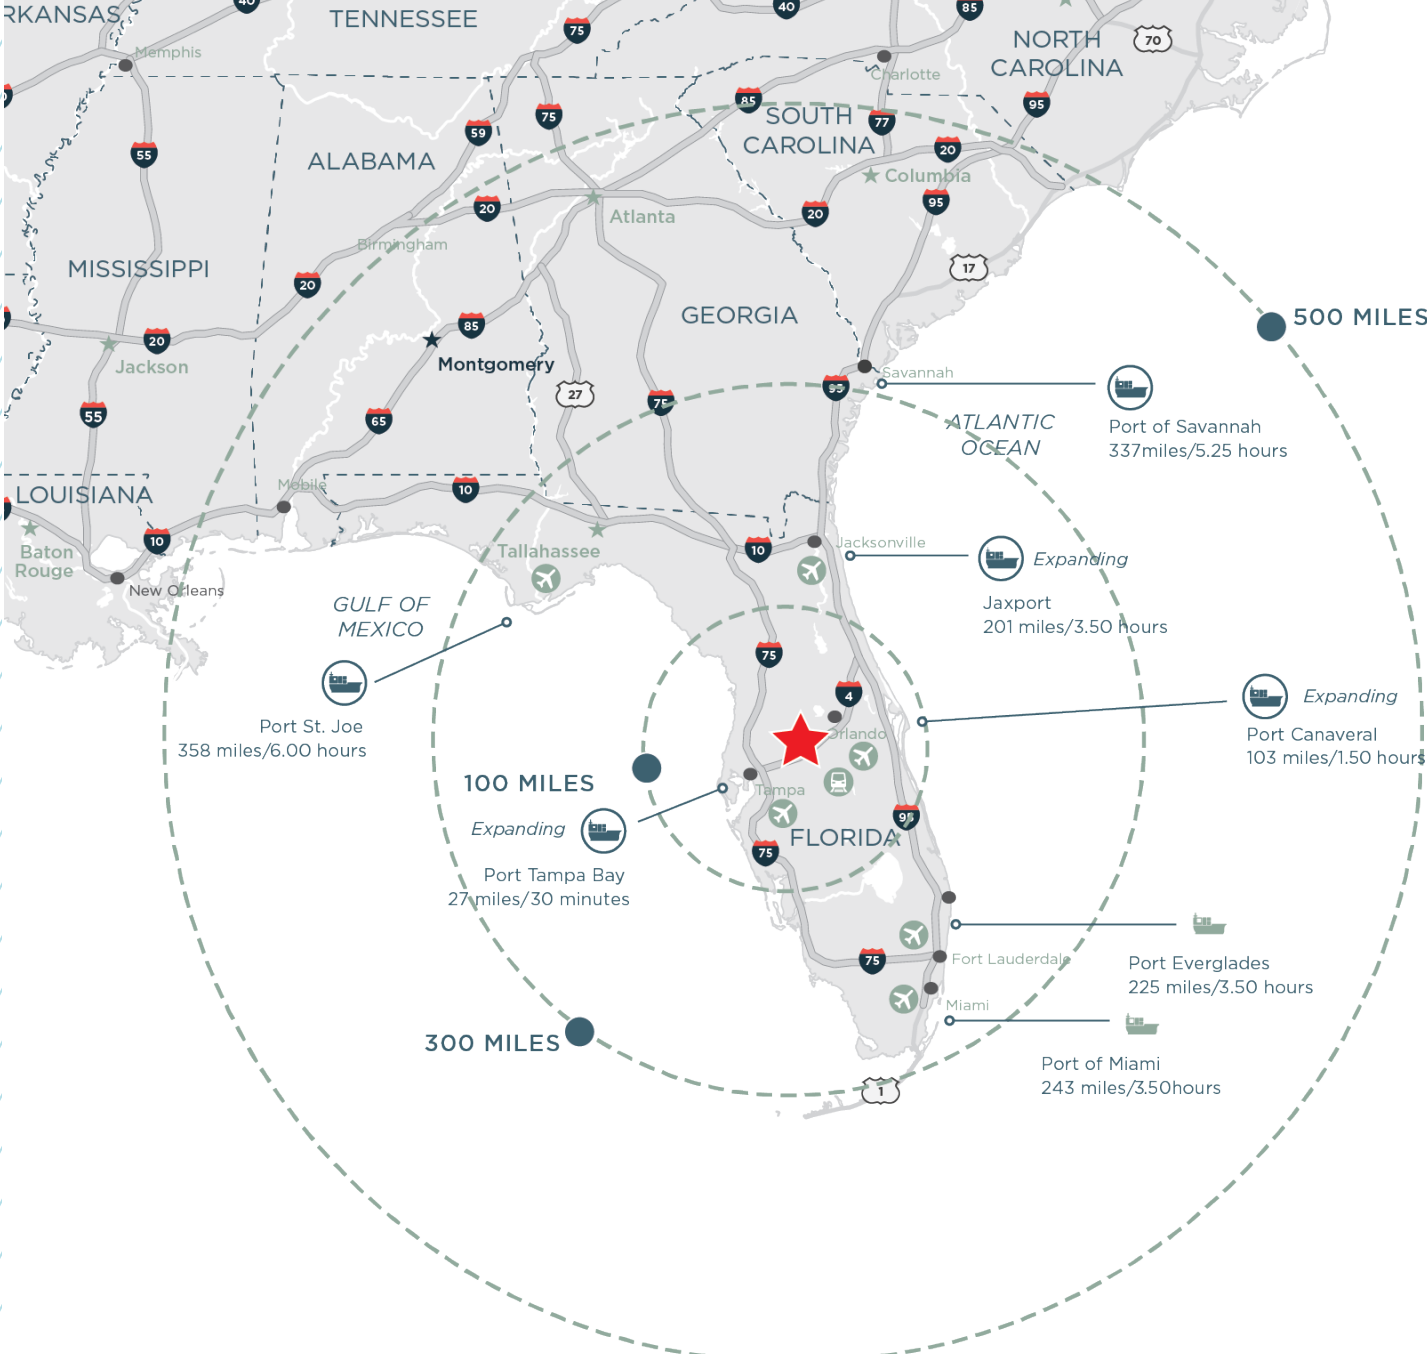 RKANSAS
TENNESSEE
40
75
40
85
NORTH
CAROLINA
70
Memphis
Charlotte
85
95
75
59
55
SOUTH
CAROLINA
77
20
ALABAMA
Columbia
20
20
95
Atlanta
Birmingham
MISSISSIPPI
17
20
GEORGIA
500 MILES
85
20
Montgomery
Jackson
Savannah
95
27
75
55
65
ATLANTIC
OCEAN
Port of Savannah
337miles/5.25 hours
Mobile
LOUISIANA
10
10
10
Baton
Rouge
Tallahassee
Jacksonville
Expanding
New Orleans
Jaxport
201 miles/3.50 hours
GULF OF
MEXICO
75
4
Expanding
Port St. Joe
358 miles/6.00 hours
Orlando
Port Canaveral
103 miles/1.50 hours
100 MILES
Tampa
Expanding
95
FLORIDA
75
Port Tampa Bay
27 miles/30 minutes
75
Fort Lauderdale
Port Everglades
225 miles/3.50 hours
Miami
300 MILES
Port of Miami
243 miles/3.50hours
1